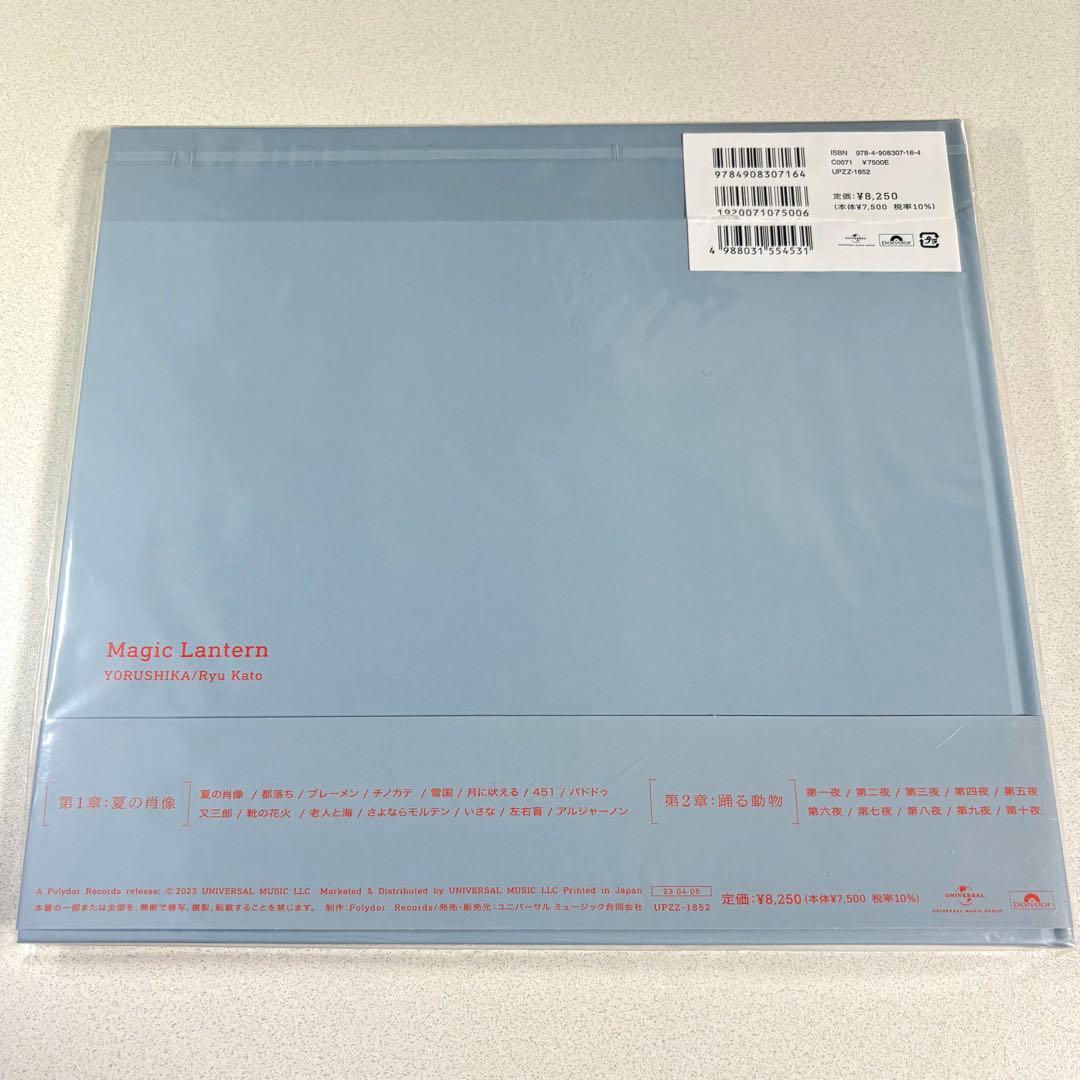 9784908307164
1920071075006
4 988031 554531
ISBN 978-4-908307-16-4
C0071 ¥7500E
UPZZ-1852
定価:¥8,250
(本体¥7,500 税率10%)
UNIVERSAL
UNIVERSAL MUSIC GROUP
Polydor
プラ
Magic Lantern
YORUSHIKA/Ryu Kato
第1章:夏の肖像
夏の肖像 / 都落ち / ブレーメン / チノカテ / 雪国 / 月に吠える / 451 / パドドゥ
又三郎 / 靴の花火 / 老人と海 / さよならモルテン / いさな / 左右盲 / アルジャーノン
第2章:踊る動物
第一夜 / 第二夜 / 第三夜 / 第四夜 / 第五夜
第六夜 / 第七夜 / 第八夜 / 第九夜 / 第十夜
A Polydor Records release; ©2023 UNIVERSAL MUSIC LLC Marketed & Distributed by UNIVERSAL MUSIC LLC Printed in Japan
本書の一部または全部を、無断で複写、複製、転載することを禁じます。 制作:Polydor Records/発売・販売元:ユニバーサル ミュージック合同会社
23・04・05
UPZZ-1852
定価:¥8,250(本体¥7,500 税率10%)
UNIVERSAL
UNIVERSAL MUSIC GROUP
Polydor